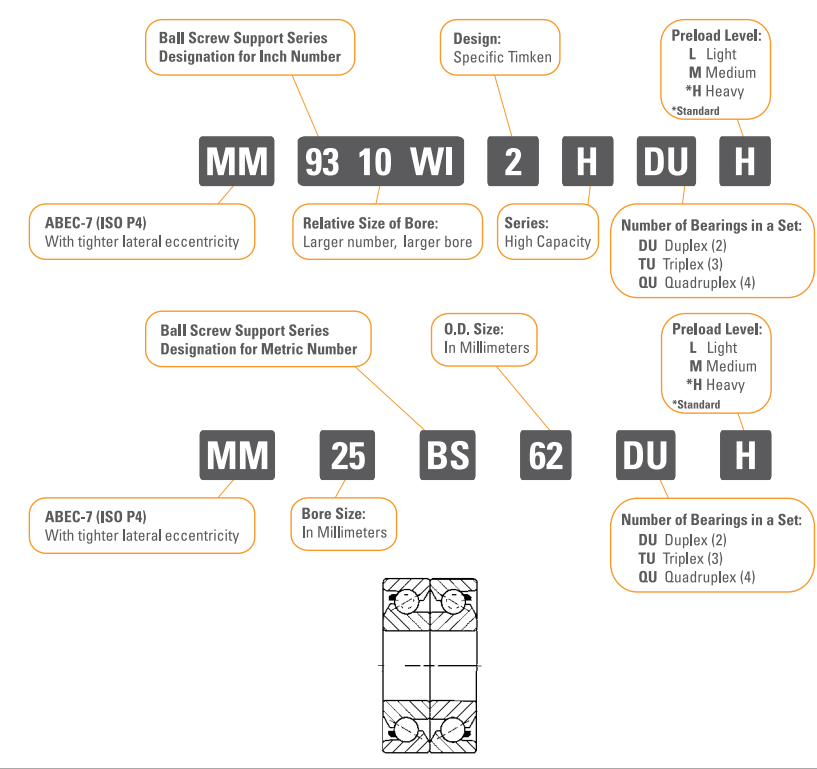 Ball Screw Support Series
Designation for Inch Number
Design:
Specific Timken
Preload Level:
L Light
M Medium
*H Heavy
*Standard
MM 93 10 WI 2 H DU H
ABEC-7 (ISO P4)
With tighter lateral eccentricity
Relative Size of Bore:
Larger number, larger bore
Series:
High Capacity
Number of Bearings in a Set:
DU Duplex (2)
TU Triplex (3)
QU Quadruplex (4)
Ball Screw Support Series
Designation for Metric Number
O.D. Size:
In Millimeters
Preload Level:
L Light
M Medium
*H Heavy
*Standard
MM 25 BS 62 DU H
ABEC-7 (ISO P4)
With tighter lateral eccentricity
Bore Size:
In Millimeters
Number of Bearings in a Set:
DU Duplex (2)
TU Triplex (3)
QU Quadruplex (4)